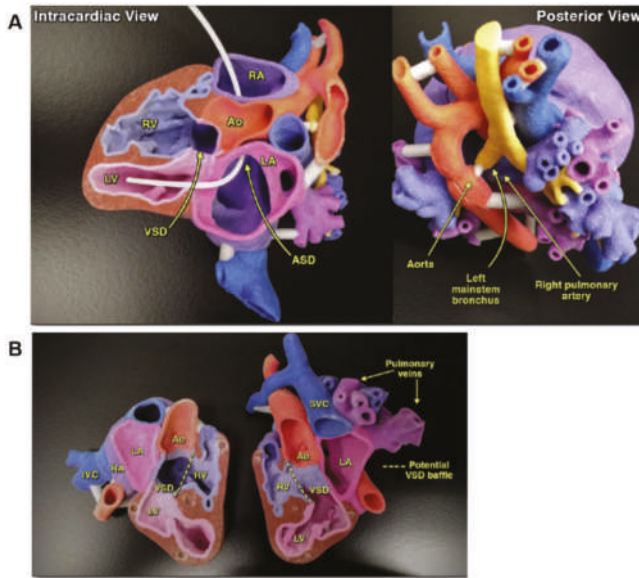 A
Intracardiac View
Posterior View
RA
RV
Ao
LA
LV
VSD
ASD
Aorta
Left
mainstem
bronchus
Right pulmonary
artery
B
Pulmonary
veins
SVC
Ao
LA
IVC
RA
VSD
RV
LV
Ao
LA
RV
VSD
LV
Potential
VSD baffle